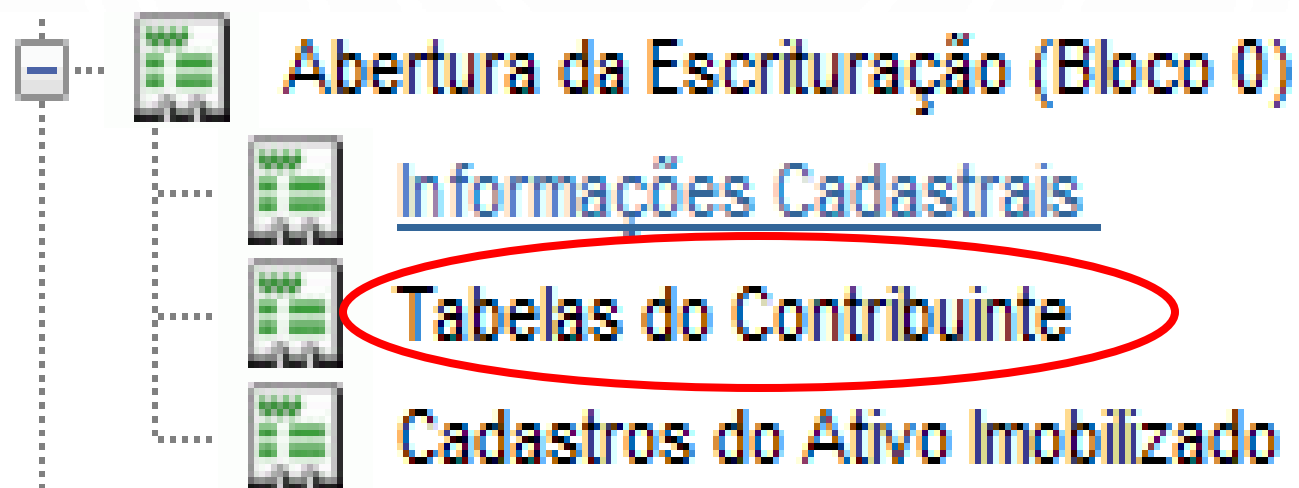 Abertura da Escrituração (Bloco 0)
Informações Cadastrais
Tabelas do Contribuinte
Cadastros do Ativo Imobilizado